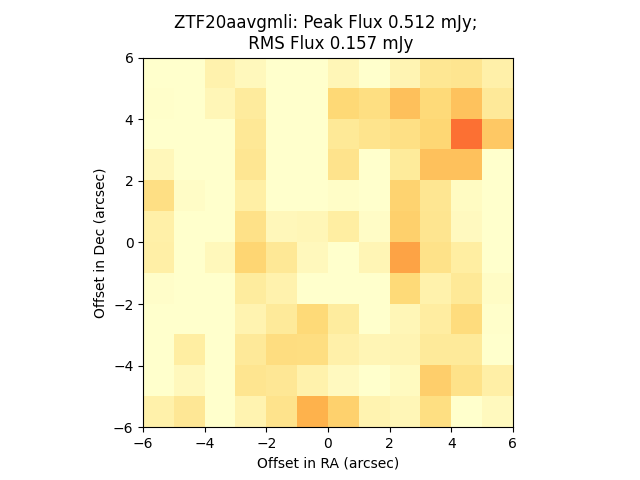 ZTF20aavgmli: Peak Flux 0.512 mJy;
RMS Flux 0.157 mJy
6
4
2
0
−2
−4
−6
Offset in Dec (arcsec)
−6 −4 −2 0 2 4 6
Offset in RA (arcsec)